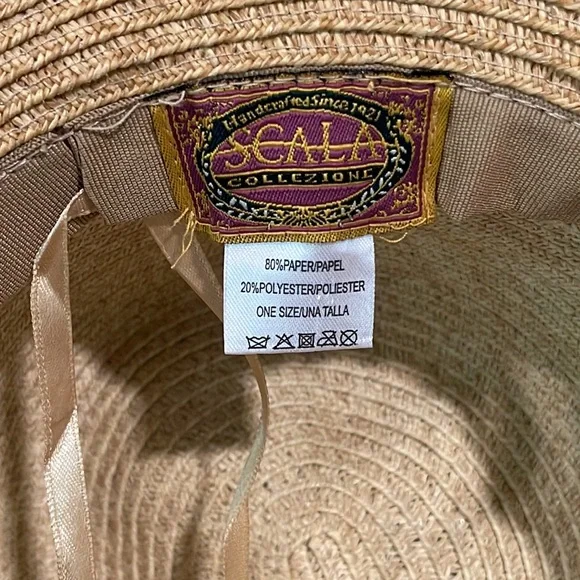 Handcrafted Since 1921
SCALA
COLLEZIONE
80%PAPER/PAPEL
20%POLYESTER/POLIESTER
ONE SIZE/UNA TALLA